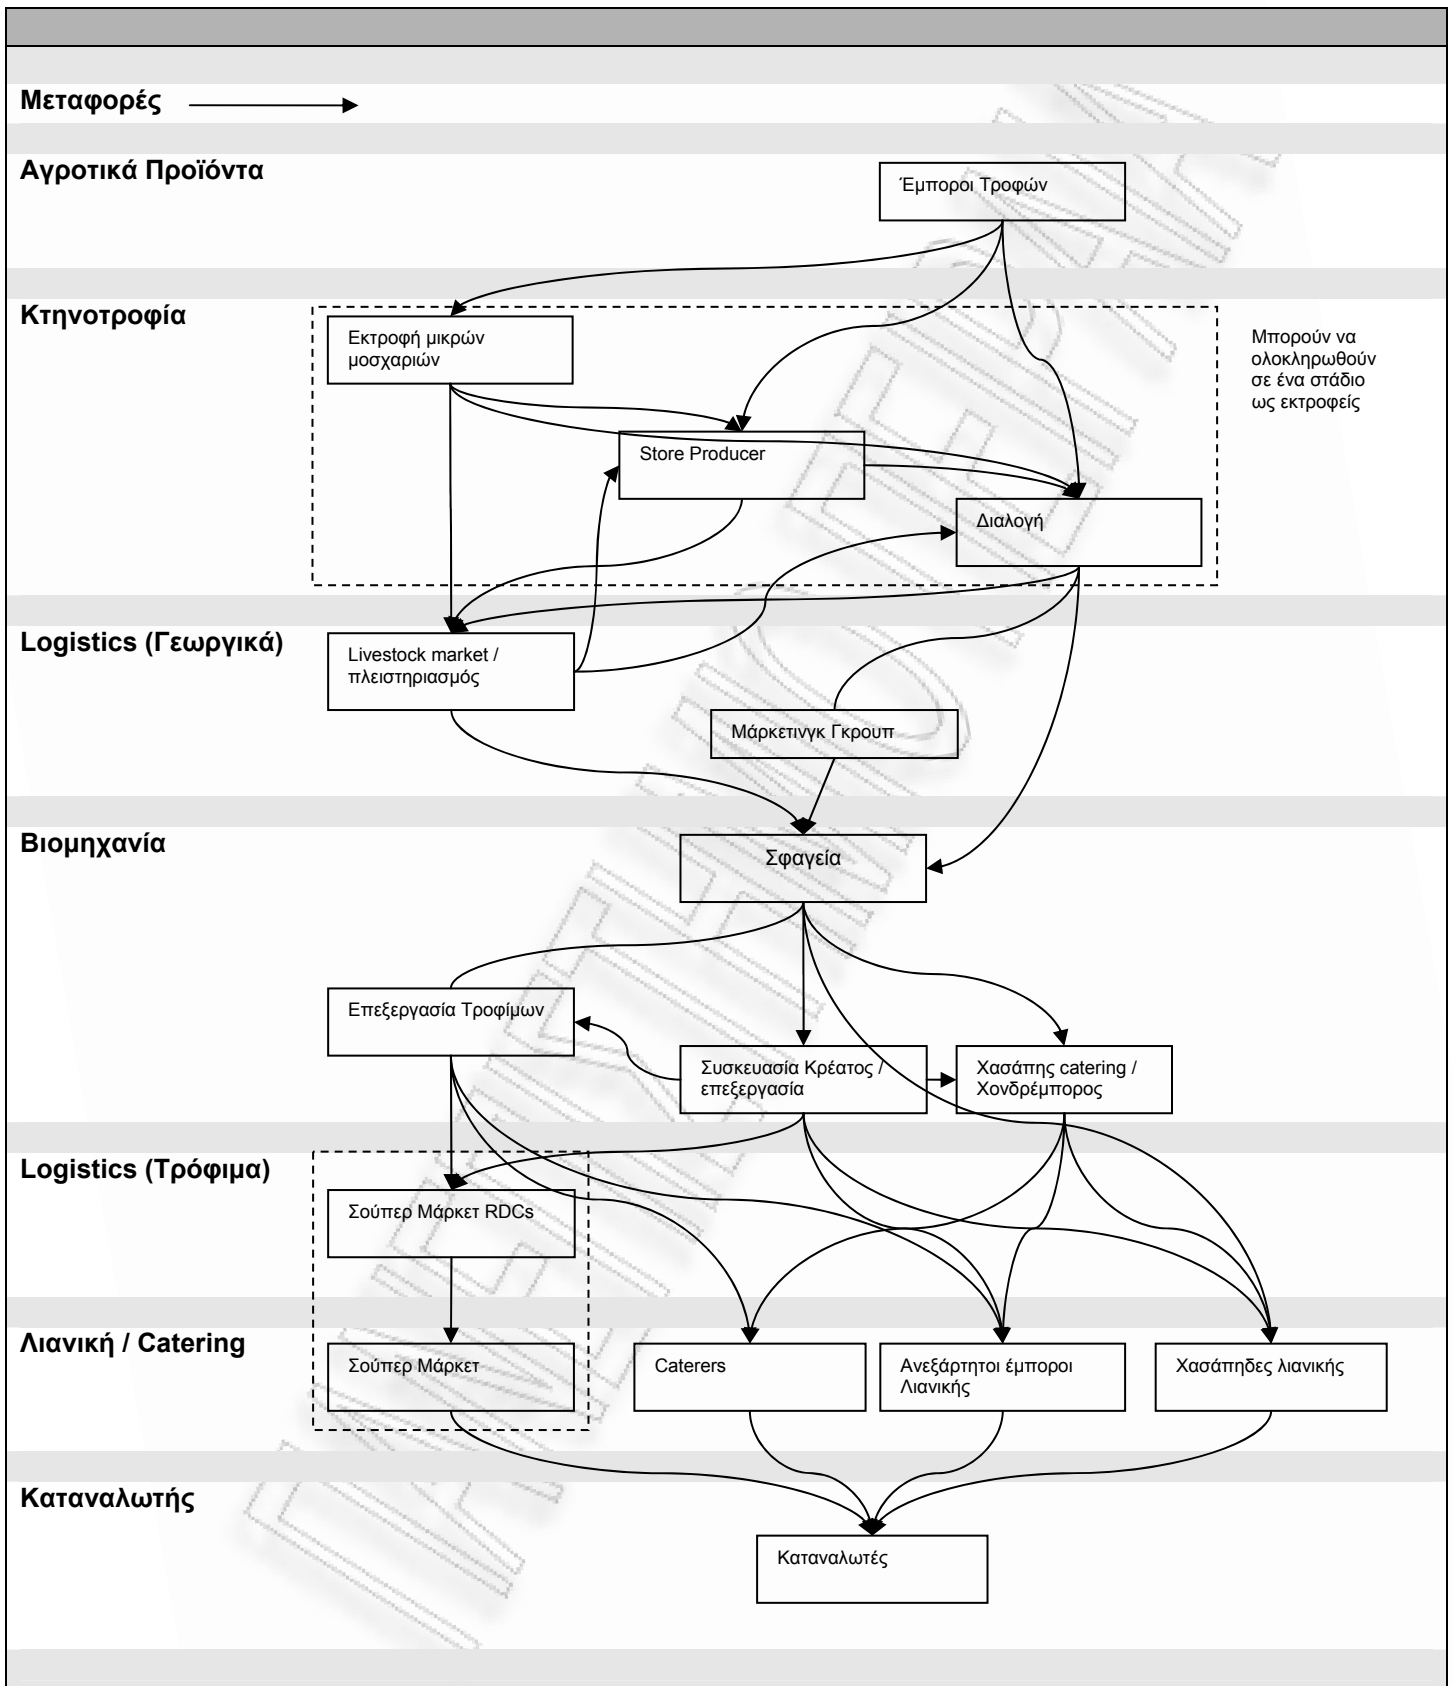 Μεταφορές
Αγροτικά Προϊόντα
Έμποροι Τροφών
Κτηνοτροφία
Εκτροφή μικρών
μοσχαριών
Μπορούν να
ολοκληρωθούν
σε ένα στάδιο
ως εκτροφείς
Store Producer
Διαλογή
Logistics (Γεωργικά)
Livestock market /
πλειστηριασμός
Μάρκετινγκ Γκρουπ
Βιομηχανία
Σφαγεία
Επεξεργασία Τροφίμων
Συσκευασία Κρέατος /
επεξεργασία
Χασάπης catering /
Χονδρέμπορος
Logistics (Τρόφιμα)
Σούπερ Μάρκετ RDCs
Λιανική / Catering
Σούπερ Μάρκετ
Caterers
Ανεξάρτητοι έμποροι
Λιανικής
Χασάπηδες λιανικής
Καταναλωτής
Καταναλωτές